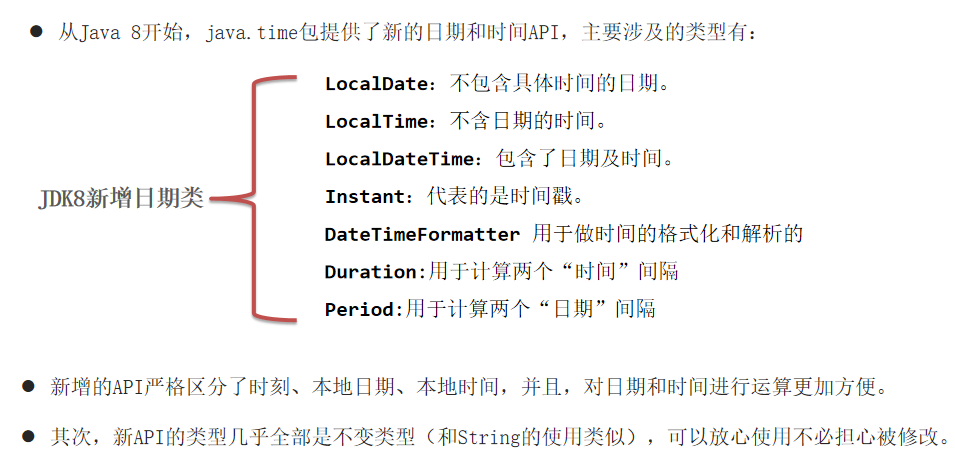 从Java 8开始，java.time包提供了新的日期和时间API，主要涉及的类型有：
LocalDate：不包含具体时间的日期。
LocalTime：不含日期的时间。
LocalDateTime：包含了日期及时间。
JDK8新增日期类
Instant：代表的是时间戳。
DateTimeFormatter 用于做时间的格式化和解析的
Duration:用于计算两个“时间”间隔
Period:用于计算两个“日期”间隔
新增的API严格区分了时刻、本地日期、本地时间，并且，对日期和时间进行运算更加方便。
其次，新API的类型几乎全部是不变类型（和String的使用类似），可以放心使用不必担心被修改。